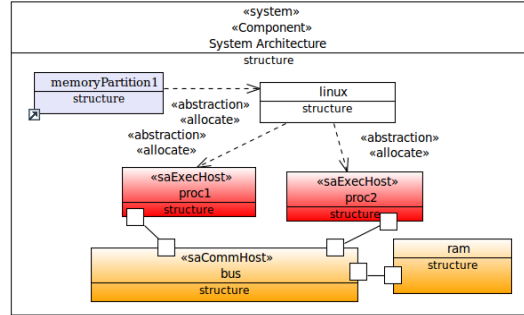 «system»
«Component»
System Architecture
structure
memoryPartition1
structure
linux
structure
«abstraction»
«allocate»
«abstraction»
«allocate»
«abstraction»
«allocate»
«saExecHost»
proc1
structure
«saExecHost»
proc2
structure
«saCommHost»
bus
structure
ram
structure